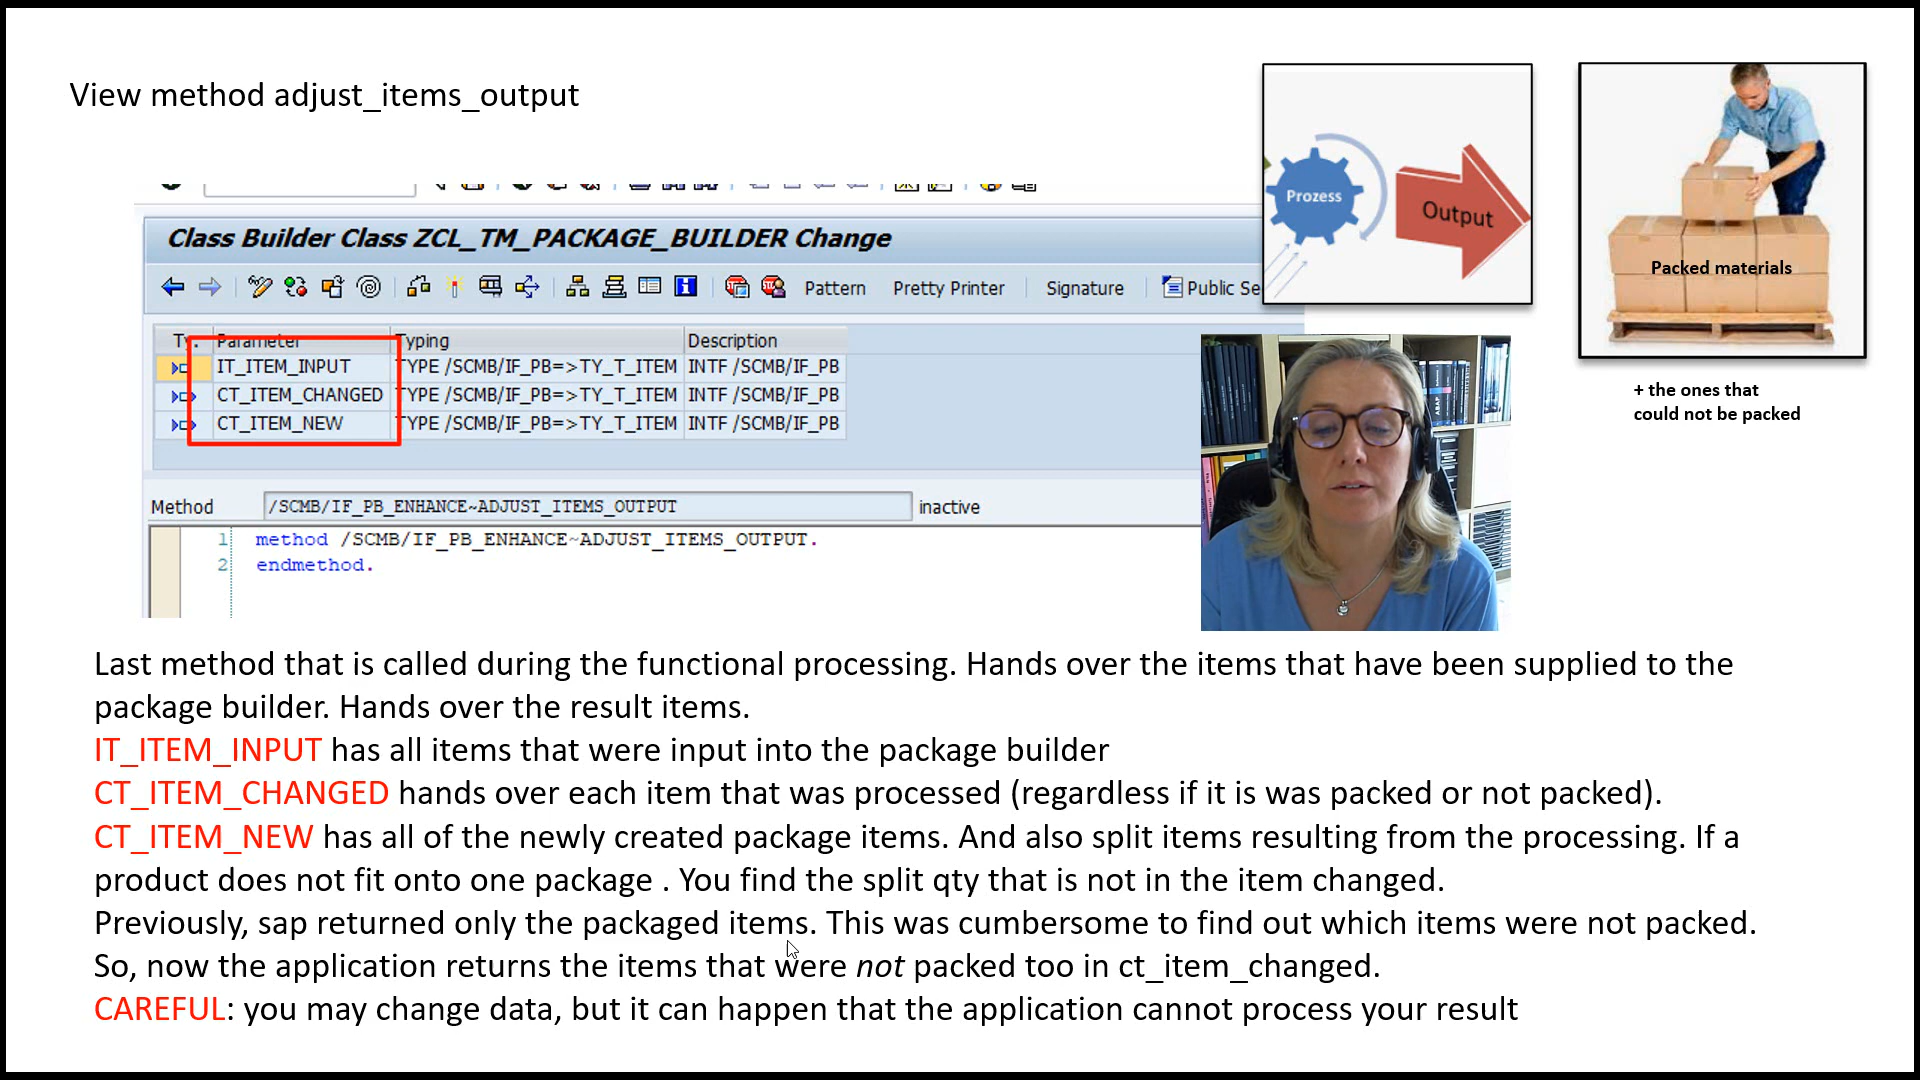 View method adjust_items_output
Prozess
Output
Packed materials
+ the ones that
could not be packed
Class Builder Class ZCL_TM_PACKAGE_BUILDER Change
Pattern Pretty Printer Signature Public Se
Ty. Parameter Typing Description
IT_ITEM_INPUT TYPE /SCMB/IF_PB=>TY_T_ITEM INTF /SCMB/IF_PB
CT_ITEM_CHANGED TYPE /SCMB/IF_PB=>TY_T_ITEM INTF /SCMB/IF_PB
CT_ITEM_NEW TYPE /SCMB/IF_PB=>TY_T_ITEM INTF /SCMB/IF_PB
Method /SCMB/IF_PB_ENHANCE~ADJUST_ITEMS_OUTPUT inactive
1 method /SCMB/IF_PB_ENHANCE~ADJUST_ITEMS_OUTPUT.
2 endmethod.
Last method that is called during the functional processing. Hands over the items that have been supplied to the
package builder. Hands over the result items.
IT_ITEM_INPUT has all items that were input into the package builder
CT_ITEM_CHANGED hands over each item that was processed (regardless if it is was packed or not packed).
CT_ITEM_NEW has all of the newly created package items. And also split items resulting from the processing. If a
product does not fit onto one package . You find the split qty that is not in the item changed.
Previously, sap returned only the packaged items. This was cumbersome to find out which items were not packed.
So, now the application returns the items that were not packed too in ct_item_changed.
CAREFUL: you may change data, but it can happen that the application cannot process your result